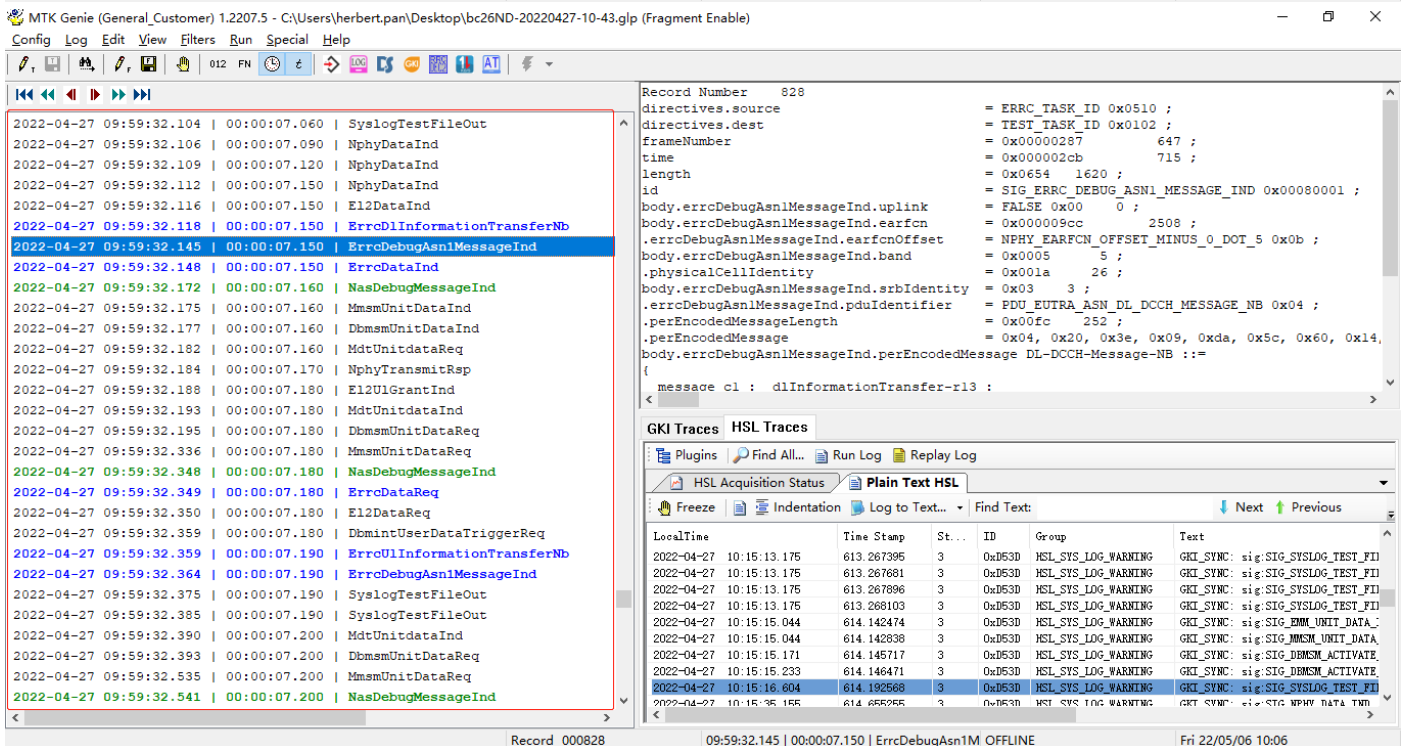 MTK Genie (General_Customer) 1.2207.5 - C:\Users\herbert.pan\Desktop\bc26ND-20220427-10-43.glp (Fragment Enable)
Config Log Edit View Filters Run Special Help
012 FN t LOG GKI AT
2022-04-27 09:59:32.104 | 00:00:07.060 | SyslogTestFileOut
2022-04-27 09:59:32.106 | 00:00:07.090 | NphyDataInd
2022-04-27 09:59:32.109 | 00:00:07.120 | NphyDataInd
2022-04-27 09:59:32.112 | 00:00:07.150 | NphyDataInd
2022-04-27 09:59:32.116 | 00:00:07.150 | El2DataInd
2022-04-27 09:59:32.118 | 00:00:07.150 | ErrcDlInformationTransferNb
2022-04-27 09:59:32.145 | 00:00:07.150 | ErrcDebugAsn1MessageInd
2022-04-27 09:59:32.148 | 00:00:07.150 | ErrcDataInd
2022-04-27 09:59:32.172 | 00:00:07.160 | NasDebugMessageInd
2022-04-27 09:59:32.175 | 00:00:07.160 | MmsmUnitDataInd
2022-04-27 09:59:32.177 | 00:00:07.160 | DbmsmUnitDataInd
2022-04-27 09:59:32.182 | 00:00:07.160 | MdtUnitdataReq
2022-04-27 09:59:32.184 | 00:00:07.170 | NphyTransmitRsp
2022-04-27 09:59:32.188 | 00:00:07.180 | El2UlGrantInd
2022-04-27 09:59:32.193 | 00:00:07.180 | MdtUnitdataInd
2022-04-27 09:59:32.195 | 00:00:07.180 | DbmsmUnitDataReq
2022-04-27 09:59:32.336 | 00:00:07.180 | MmsmUnitDataReq
2022-04-27 09:59:32.348 | 00:00:07.180 | NasDebugMessageInd
2022-04-27 09:59:32.349 | 00:00:07.180 | ErrcDataReq
2022-04-27 09:59:32.350 | 00:00:07.180 | El2DataReq
2022-04-27 09:59:32.359 | 00:00:07.180 | DbmintUserDataTriggerReq
2022-04-27 09:59:32.359 | 00:00:07.190 | ErrcUlInformationTransferNb
2022-04-27 09:59:32.364 | 00:00:07.190 | ErrcDebugAsn1MessageInd
2022-04-27 09:59:32.375 | 00:00:07.190 | SyslogTestFileOut
2022-04-27 09:59:32.385 | 00:00:07.190 | SyslogTestFileOut
2022-04-27 09:59:32.390 | 00:00:07.200 | MdtUnitdataInd
2022-04-27 09:59:32.393 | 00:00:07.200 | DbmsmUnitDataReq
2022-04-27 09:59:32.535 | 00:00:07.200 | MmsmUnitDataReq
2022-04-27 09:59:32.541 | 00:00:07.200 | NasDebugMessageInd
Record Number 828
directives.source = ERRC_TASK_ID 0x0510 ;
directives.dest = TEST_TASK_ID 0x0102 ;
frameNumber = 0x00000287 647 ;
time = 0x000002cb 715 ;
length = 0x0654 1620 ;
id = SIG_ERRC_DEBUG_ASN1_MESSAGE_IND 0x00080001 ;
body.errcDebugAsn1MessageInd.uplink = FALSE 0x00 0 ;
body.errcDebugAsn1MessageInd.earfcn = 0x000009cc 2508 ;
.errcDebugAsn1MessageInd.earfcnOffset = NPHY_EARFCN_OFFSET_MINUS_0_DOT_5 0x0b ;
body.errcDebugAsn1MessageInd.band = 0x0005 5 ;
.physicalCellIdentity = 0x001a 26 ;
body.errcDebugAsn1MessageInd.srbIdentity = 0x03 3 ;
.errcDebugAsn1MessageInd.pduIdentifier = PDU_EUTRA_ASN_DL_DCCH_MESSAGE_NB 0x04 ;
.perEncodedMessageLength = 0x00fc 252 ;
.perEncodedMessage = 0x04, 0x20, 0x3e, 0x09, 0xda, 0x5c, 0x60, 0x14,
body.errcDebugAsn1MessageInd.perEncodedMessage DL-DCCH-Message-NB ::=
{
message c1 : dlInformationTransfer-r13 :
GKI Traces HSL Traces
Plugins Find All... Run Log Replay Log
HSL Acquisition Status Plain Text HSL
Freeze Indentation Log to Text... Find Text: Next Previous
LocalTime Time Stamp St... ID Group Text
2022-04-27 10:15:13.175 613.267395 3 0xD53D HSL_SYS_LOG_WARNING GKI_SYNC: sig:SIG_SYSLOG_TEST_FII
2022-04-27 10:15:13.175 613.267681 3 0xD53D HSL_SYS_LOG_WARNING GKI_SYNC: sig:SIG_SYSLOG_TEST_FII
2022-04-27 10:15:13.175 613.267896 3 0xD53D HSL_SYS_LOG_WARNING GKI_SYNC: sig:SIG_SYSLOG_TEST_FII
2022-04-27 10:15:13.175 613.268103 3 0xD53D HSL_SYS_LOG_WARNING GKI_SYNC: sig:SIG_SYSLOG_TEST_FII
2022-04-27 10:15:15.044 614.142474 3 0xD53D HSL_SYS_LOG_WARNING GKI_SYNC: sig:SIG_EMM_UNIT_DATA_
2022-04-27 10:15:15.044 614.142838 3 0xD53D HSL_SYS_LOG_WARNING GKI_SYNC: sig:SIG_MMSM_UNIT_DATA_
2022-04-27 10:15:15.171 614.145717 3 0xD53D HSL_SYS_LOG_WARNING GKI_SYNC: sig:SIG_DBMSM_ACTIVATE_
2022-04-27 10:15:15.233 614.146471 3 0xD53D HSL_SYS_LOG_WARNING GKI_SYNC: sig:SIG_DBMSM_ACTIVATE_
2022-04-27 10:15:16.604 614.192568 3 0xD53D HSL_SYS_LOG_WARNING GKI_SYNC: sig:SIG_SYSLOG_TEST_FII
2022-04-27 10:15:35.155 614.655255 3 0xD53D HSL_SYS_LOG_WARNING GKI_SYNC: sig:SIG_NPHY_DATA_IND
Record 000828 09:59:32.145 | 00:00:07.150 | ErrcDebugAsn1M OFFLINE Fri 22/05/06 10:06